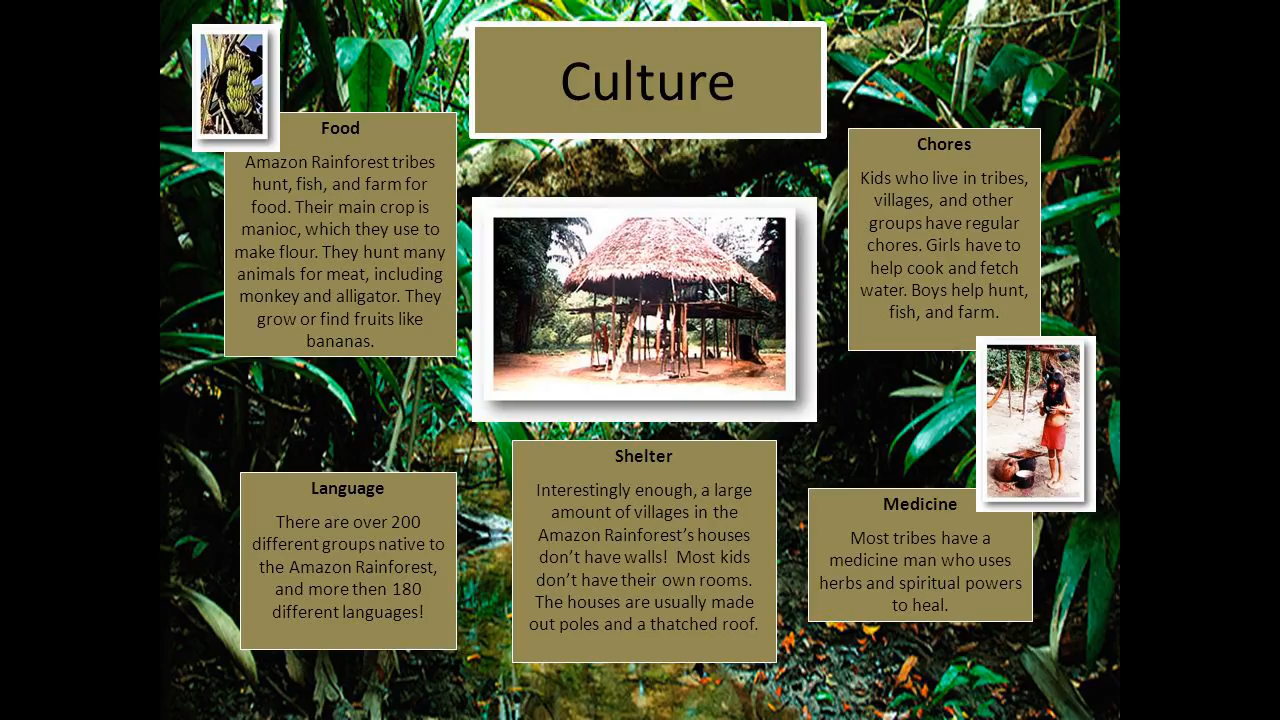 Culture
Food
Amazon Rainforest tribes
hunt, fish, and farm for
food. Their main crop is
manioc, which they use to
make flour. They hunt many
animals for meat, including
monkey and alligator. They
grow or find fruits like
bananas.
Chores
Kids who live in tribes,
villages, and other
groups have regular
chores. Girls have to
help cook and fetch
water. Boys help hunt,
fish, and farm.
Language
There are over 200
different groups native to
the Amazon Rainforest,
and more then 180
different languages!
Shelter
Interestingly enough, a large
amount of villages in the
Amazon Rainforest’s houses
don’t have walls!  Most kids
don’t have their own rooms.
The houses are usually made
out poles and a thatched roof.
Medicine
Most tribes have a
medicine man who uses
herbs and spiritual powers
to heal.